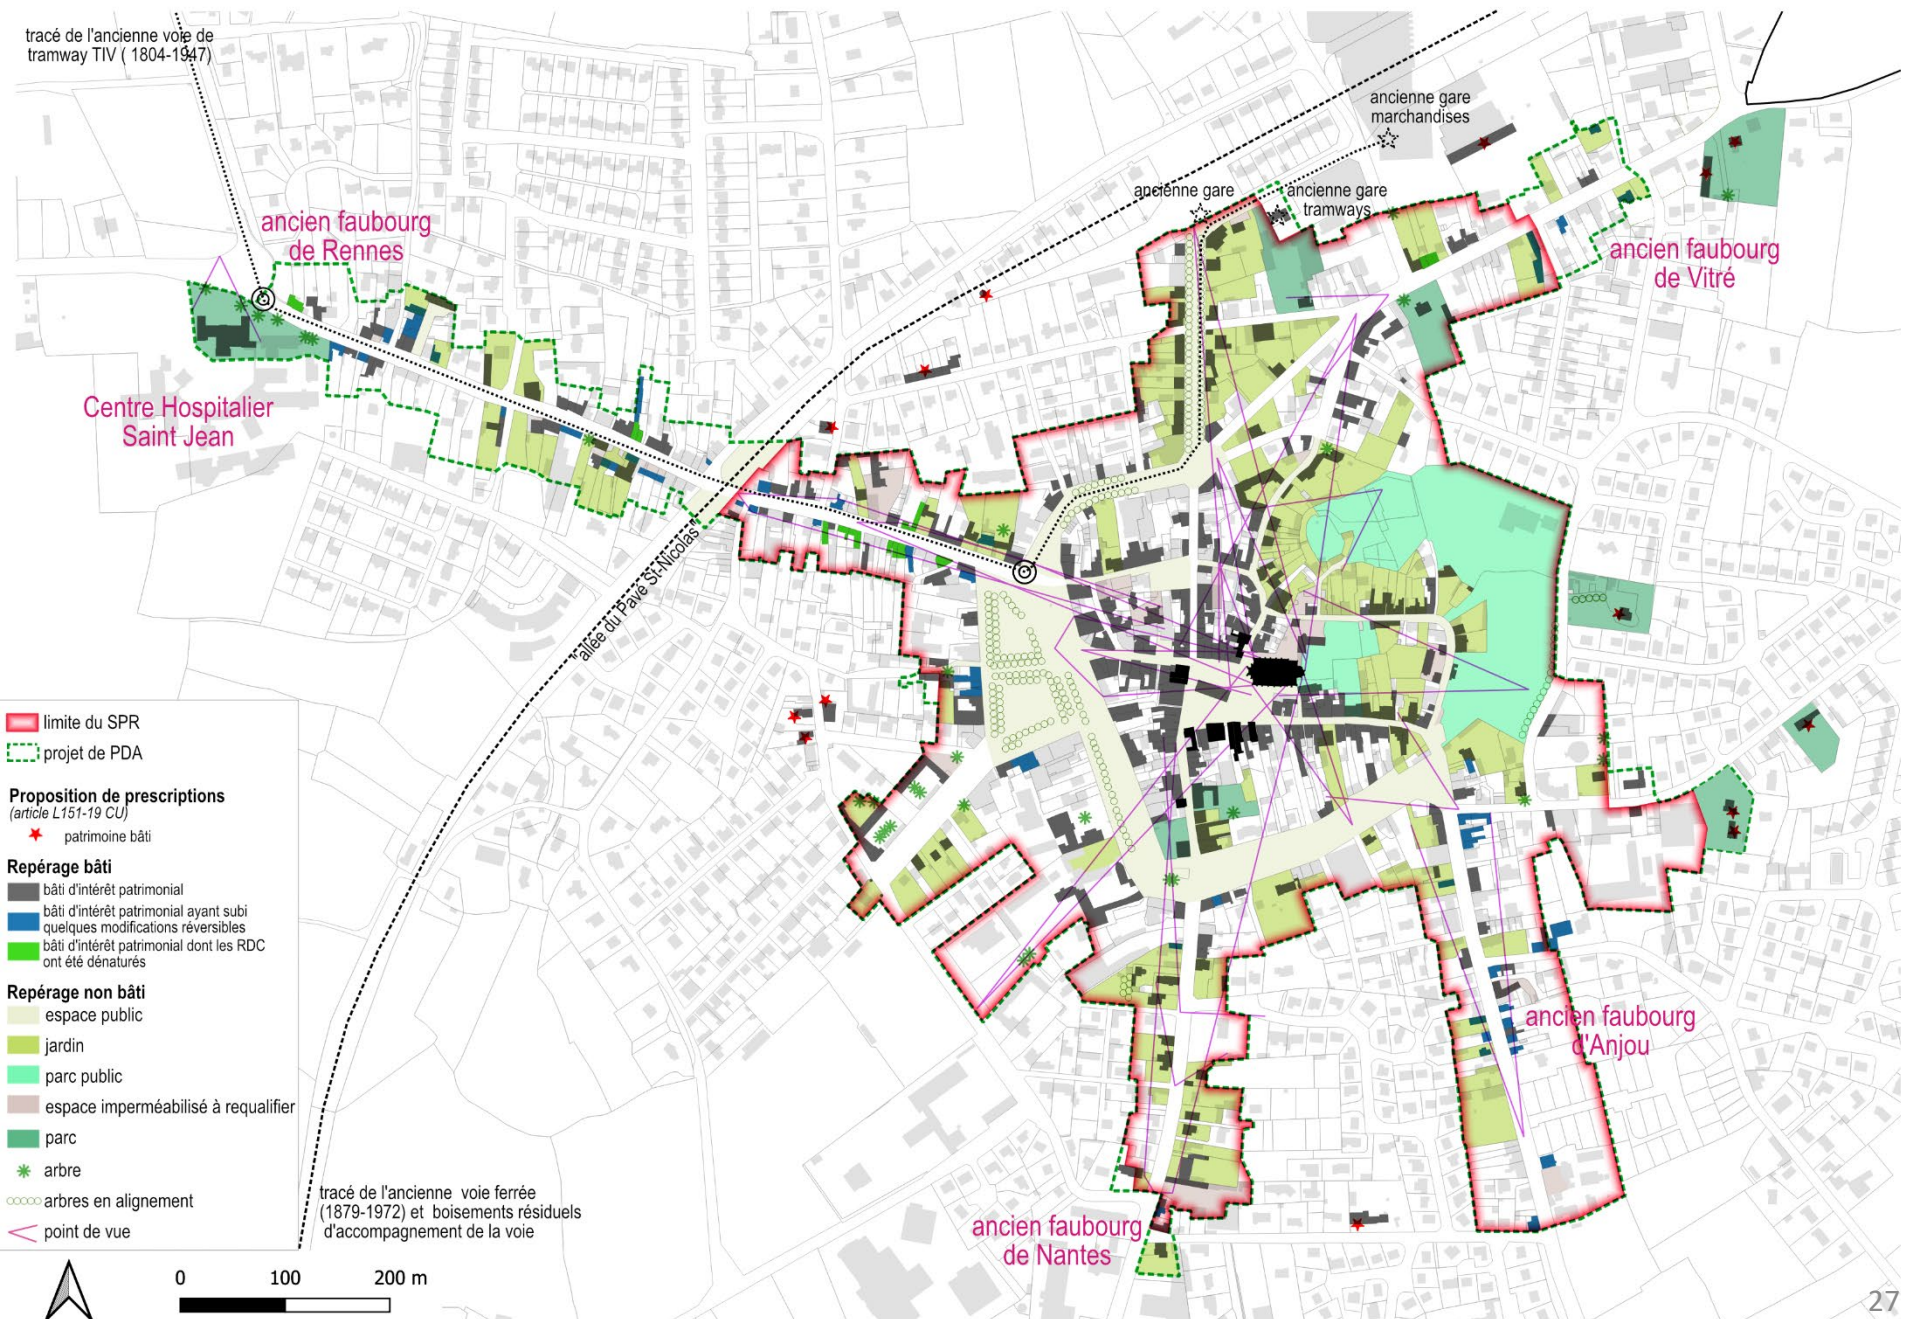 tracé de l'ancienne voie de
tramway TIV ( 1804-1947)
ancienne gare
marchandises
ancienne gare
ancienne gare
tramways
ancien faubourg
de Rennes
ancien faubourg
de Vitré
Centre Hospitalier
Saint Jean
"allée du Pavé St-Nicolas"
limite du SPR
projet de PDA
Proposition de prescriptions
(article L151-19 CU)
patrimoine bâti
Repérage bâti
bâti d'intérêt patrimonial
bâti d'intérêt patrimonial ayant subi
quelques modifications réversibles
bâti d'intérêt patrimonial dont les RDC
ont été dénaturés
Repérage non bâti
espace public
jardin
parc public
espace imperméabilisé à requalifier
parc
arbre
arbres en alignement
point de vue
ancien faubourg
d'Anjou
tracé de l'ancienne voie ferrée
(1879-1972) et boisements résiduels
d'accompagnement de la voie
ancien faubourg
de Nantes
0 100 200 m
27